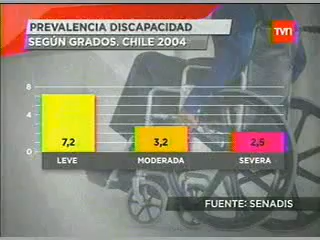 PREVALENCIA DISCAPACIDAD
TVN
SEGÚN GRADOS. CHILE 2004
8
4
0
7,2
3,2
2,5
LEVE
MODERADA
SEVERA
FUENTE: SENADIS